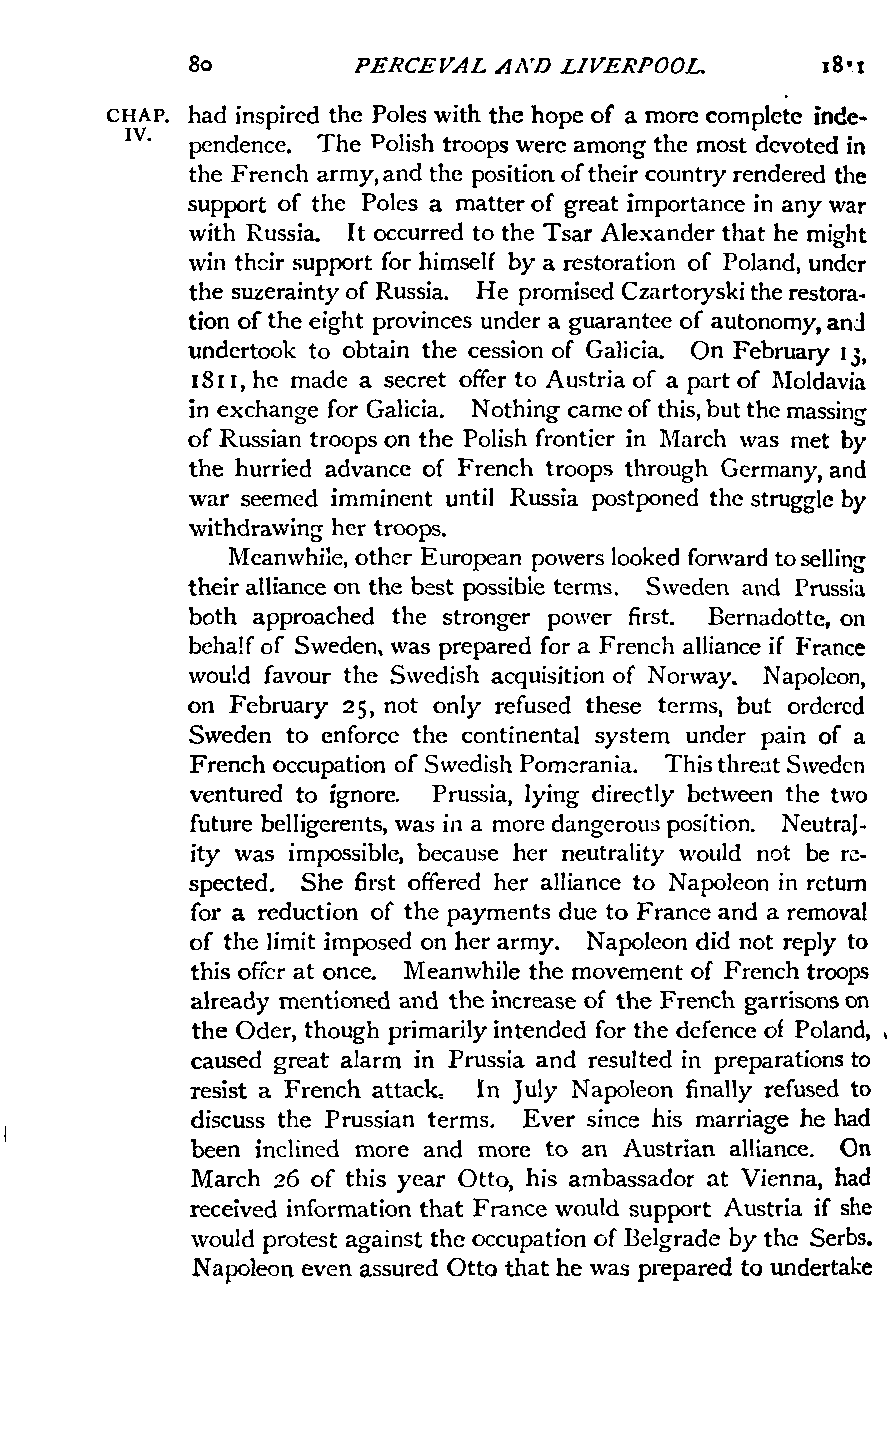 80 PERCEVAL AND LIVERPOOL. 1811
CHAP. had inspired the Poles with the hope of a more complete inde-
IV. pendence. The Polish troops were among the most devoted in
the French army, and the position of their country rendered the
support of the Poles a matter of great importance in any war
with Russia. It occurred to the Tsar Alexander that he might
win their support for himself by a restoration of Poland, under
the suzerainty of Russia. He promised Czartoryski the restora-
tion of the eight provinces under a guarantee of autonomy, and
undertook to obtain the cession of Galicia. On February 13,
1811, he made a secret offer to Austria of a part of Moldavia
in exchange for Galicia. Nothing came of this, but the massing
of Russian troops on the Polish frontier in March was met by
the hurried advance of French troops through Germany, and
war seemed imminent until Russia postponed the struggle by
withdrawing her troops.
Meanwhile, other European powers looked forward to selling
their alliance on the best possible terms. Sweden and Prussia
both approached the stronger power first. Bernadotte, on
behalf of Sweden, was prepared for a French alliance if France
would favour the Swedish acquisition of Norway. Napoleon,
on February 25, not only refused these terms, but ordered
Sweden to enforce the continental system under pain of a
French occupation of Swedish Pomerania. This threat Sweden
ventured to ignore. Prussia, lying directly between the two
future belligerents, was in a more dangerous position. Neutral-
ity was impossible, because her neutrality would not be re-
spected. She first offered her alliance to Napoleon in return
for a reduction of the payments due to France and a removal
of the limit imposed on her army. Napoleon did not reply to
this offer at once. Meanwhile the movement of French troops
already mentioned and the increase of the French garrisons on
the Oder, though primarily intended for the defence of Poland,
caused great alarm in Prussia and resulted in preparations to
resist a French attack. In July Napoleon finally refused to
discuss the Prussian terms. Ever since his marriage he had
been inclined more and more to an Austrian alliance. On
March 26 of this year Otto, his ambassador at Vienna, had
received information that France would support Austria if she
would protest against the occupation of Belgrade by the Serbs.
Napoleon even assured Otto that he was prepared to undertake